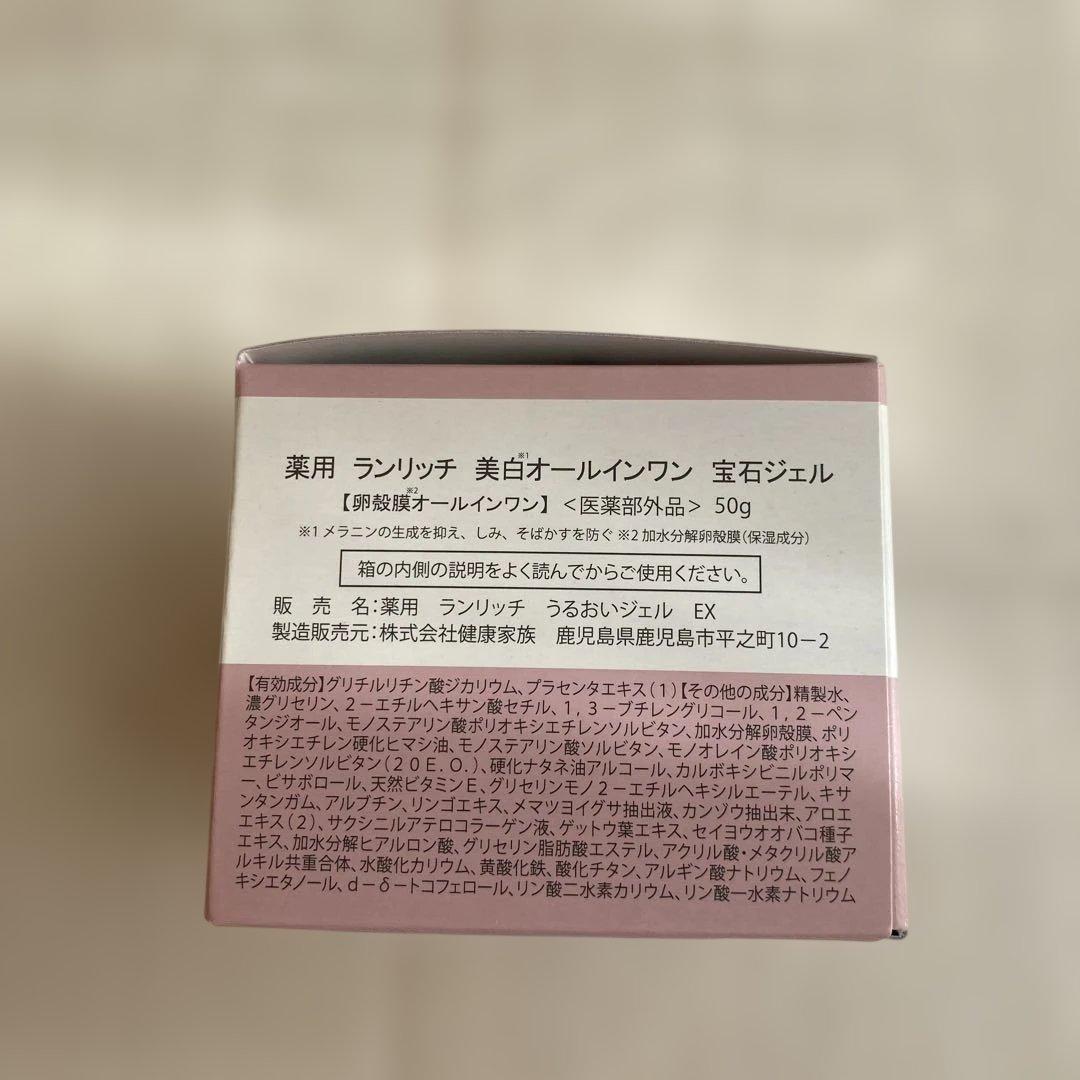 薬用 ランリッチ 美白※1オールインワン 宝石ジェル
【卵殻膜※2オールインワン】<医薬部外品> 50g
※1 メラニンの生成を抑え、しみ、そばかすを防ぐ ※2 加水分解卵殻膜(保湿成分)
箱の内側の説明をよく読んでからご使用ください。
販 売 名:薬用 ランリッチ うるおいジェル EX
製造販売元:株式会社健康家族 鹿児島県鹿児島市平之町10-2
【有効成分】グリチルリチン酸ジカリウム、プラセンタエキス(1)【その他の成分】精製水、
濃グリセリン、2-エチルヘキサン酸セチル、1,3-ブチレングリコール、1,2-ペン
タンジオール、モノステアリン酸ポリオキシエチレンソルビタン、加水分解卵殻膜、ポリ
オキシエチレン硬化ヒマシ油、モノステアリン酸ソルビタン、モノオレイン酸ポリオキシ
エチレンソルビタン(20E.O.)、硬化ナタネ油アルコール、カルボキシビニルポリマ
ー、ビサボロール、天然ビタミンE、グリセリンモノ2-エチルヘキシルエーテル、キサ
ンタンガム、アルブチン、リンゴエキス、メマツヨイグサ抽出液、カンゾウ抽出末、アロエ
エキス(2)、サクシニルアテロコラーゲン液、ゲットウ葉エキス、セイヨウオオバコ種子
エキス、加水分解ヒアルロン酸、グリセリン脂肪酸エステル、アクリル酸・メタクリル酸ア
ルキル共重合体、水酸化カリウム、黄酸化鉄、酸化チタン、アルギン酸ナトリウム、フェノ
キシエタノール、d-δ-トコフェロール、リン酸二水素カリウム、リン酸一水素ナトリウム